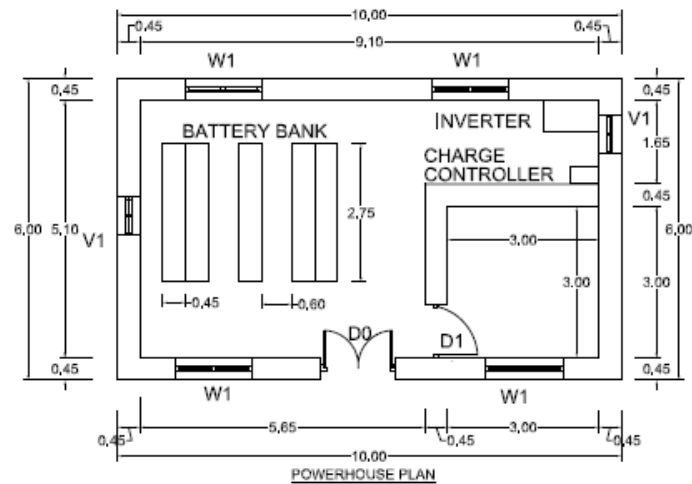 10,00
0,45 9,10 0,45
W1 W1
0,45 0,45
BATTERY BANK INVERTER V1
1,65
CHARGE
CONTROLLER
0,45
2,75
6,00 5,10 3,00 6,00
V1
3,00 3,00
0,45 0,60
D0 D1
0,45 0,45
W1 W1
0,45 5,65 0,45 3,00 0,45
10,00
POWERHOUSE PLAN